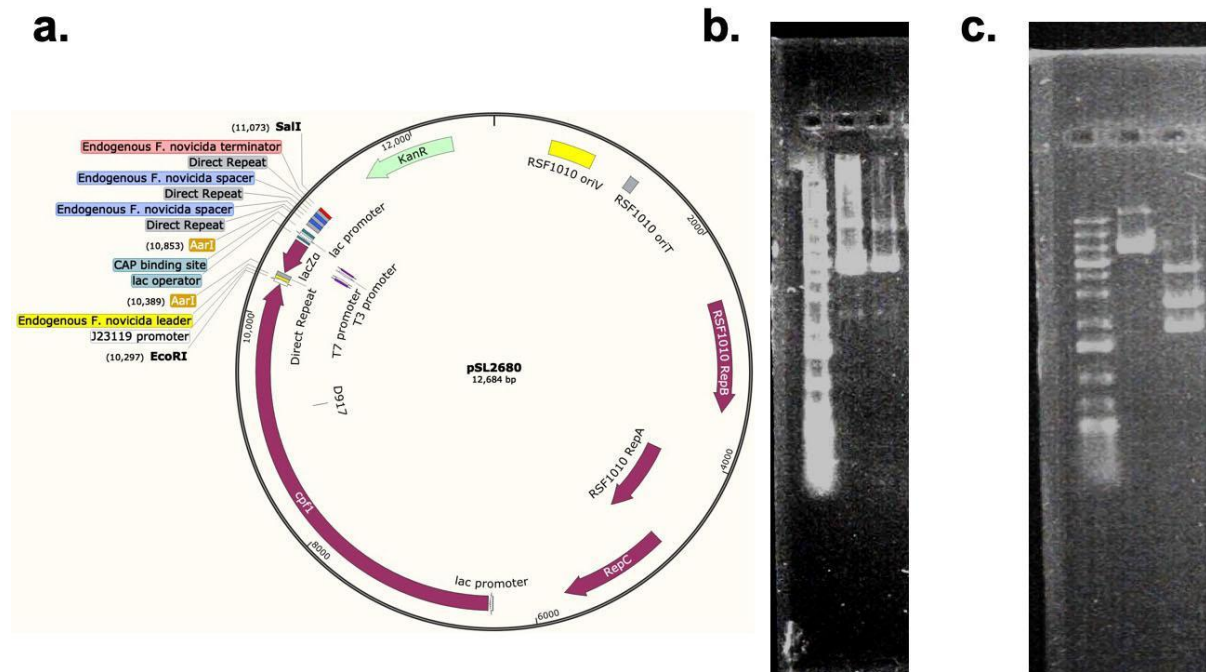 a.
b.
c.
(11,073) SalI
Endogenous F. novicida terminator
Direct Repeat
Endogenous F. novicida spacer
Direct Repeat
Endogenous F. novicida spacer
Direct Repeat
(10,853) AarI
CAP binding site
lac operator
(10,389) AarI
Endogenous F. novicida leader
J23119 promoter
(10,297) EcoRI
12,000
KanR
RSF1010 oriV
RSF1010 oriT
2000
lac promoter
lacZα
T3 promoter
T7 promoter
Direct Repeat
10,000
D917
pSL2680
12,684 bp
RSF1010 RepB
RSF1010 RepA
4000
cpf1
RepC
8000
lac promoter
6000